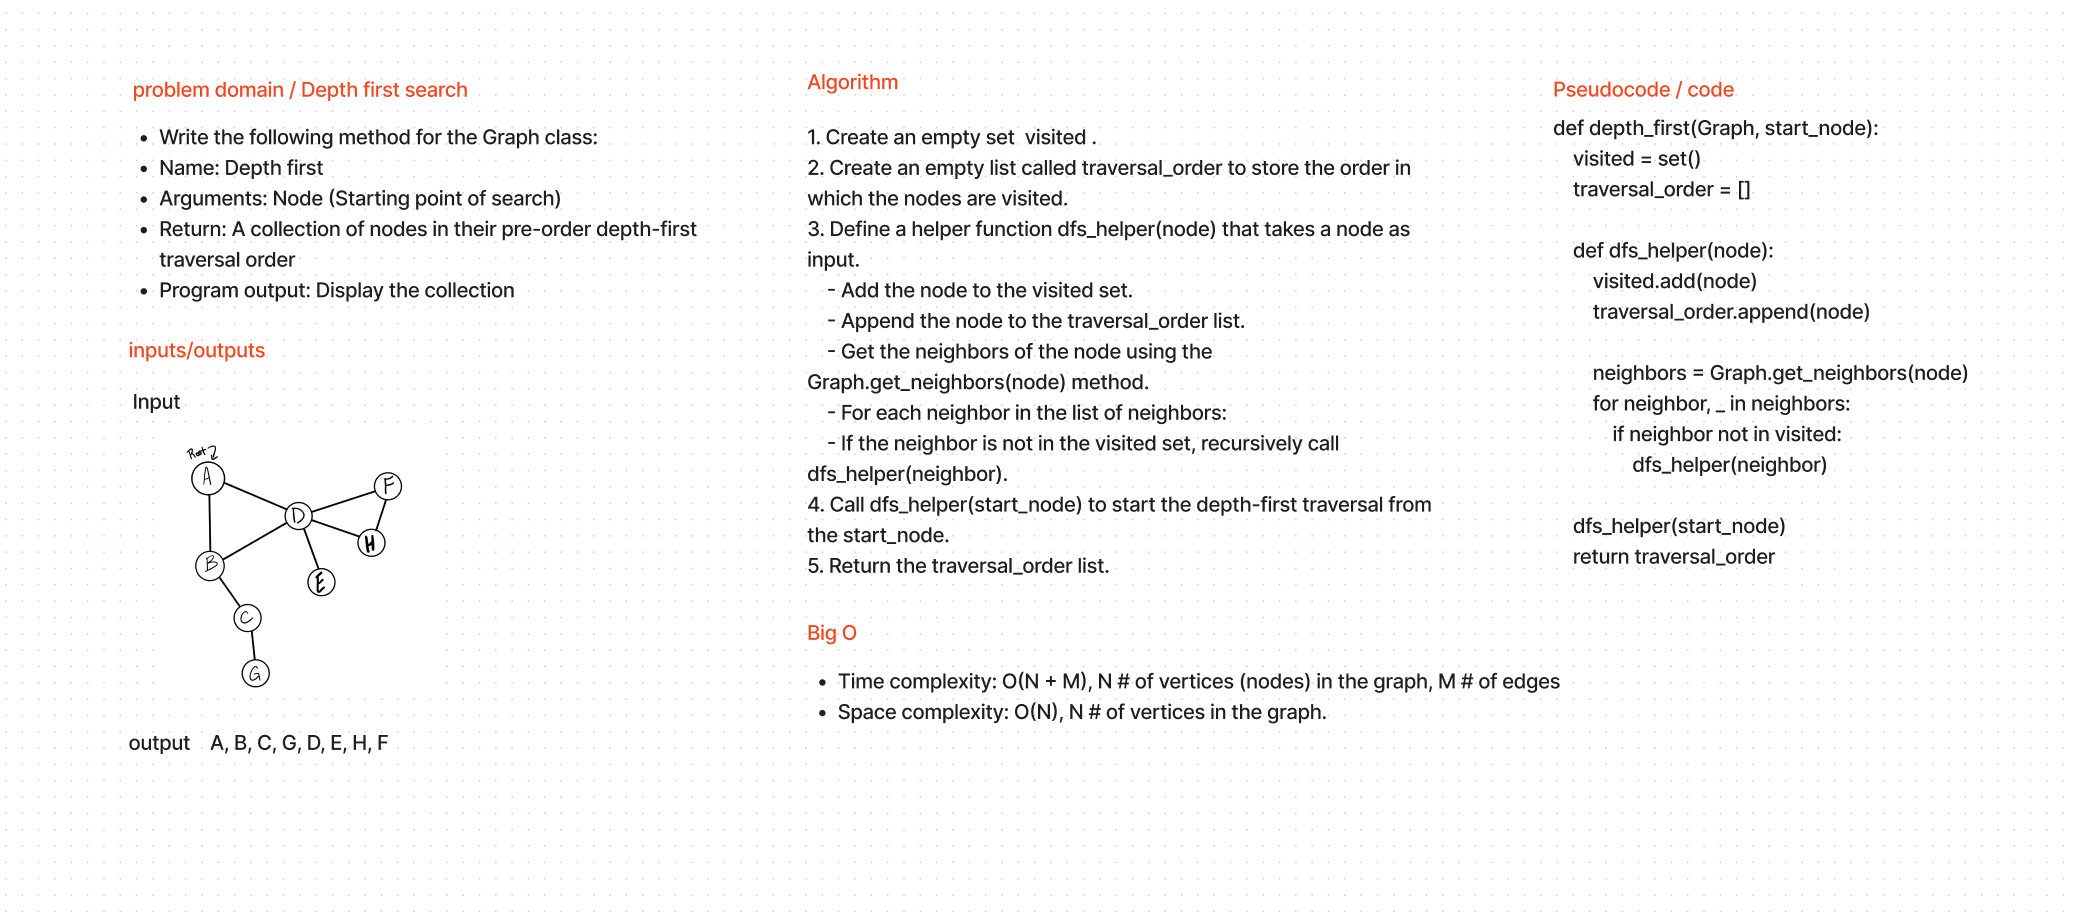 problem domain / Depth first search
• Write the following method for the Graph class:
• Name: Depth first
• Arguments: Node (Starting point of search)
• Return: A collection of nodes in their pre-order depth-first
traversal order
• Program output: Display the collection
inputs/outputs
Input
Root
A
F
D
H
B
E
C
G
output A, B, C, G, D, E, H, F
Algorithm
1. Create an empty set visited .
2. Create an empty list called traversal_order to store the order in
which the nodes are visited.
3. Define a helper function dfs_helper(node) that takes a node as
input.
- Add the node to the visited set.
- Append the node to the traversal_order list.
- Get the neighbors of the node using the
Graph.get_neighbors(node) method.
- For each neighbor in the list of neighbors:
- If the neighbor is not in the visited set, recursively call
dfs_helper(neighbor).
4. Call dfs_helper(start_node) to start the depth-first traversal from
the start_node.
5. Return the traversal_order list.
Big O
• Time complexity: O(N + M), N # of vertices (nodes) in the graph, M # of edges
• Space complexity: O(N), N # of vertices in the graph.
Pseudocode / code
def depth_first(Graph, start_node):
visited = set()
traversal_order = []
def dfs_helper(node):
visited.add(node)
traversal_order.append(node)
neighbors = Graph.get_neighbors(node)
for neighbor, _ in neighbors:
if neighbor not in visited:
dfs_helper(neighbor)
dfs_helper(start_node)
return traversal_order